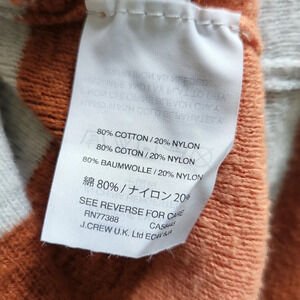 80% COTTON / 20% NYLON
80% COTON / 20% NYLON
80% BAUMWOLLE / 20% NYLON
綿 80% / ナイロン 20%
SEE REVERSE FOR CARE
RN77388
J.CREW U.K. Ltd